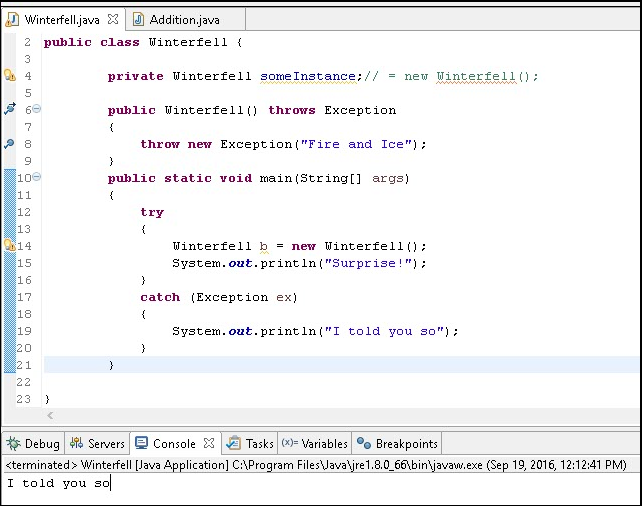 Winterfell.java Addition.java
2 public class Winterfell {
3
4 private Winterfell someInstance;// = new Winterfell();
5
6 public Winterfell() throws Exception
7 {
8 throw new Exception("Fire and Ice");
9 }
10 public static void main(String[] args)
11 {
12 try
13 {
14 Winterfell b = new Winterfell();
15 System.out.println("Surprise!");
16 }
17 catch (Exception ex)
18 {
19 System.out.println("I told you so");
20 }
21 }
22
23 }
Debug Servers Console Tasks (x)= Variables Breakpoints
<terminated> Winterfell [Java Application] C:\Program Files\Java\jre1.8.0_66\bin\javaw.exe (Sep 19, 2016, 12:12:41 PM)
I told you so